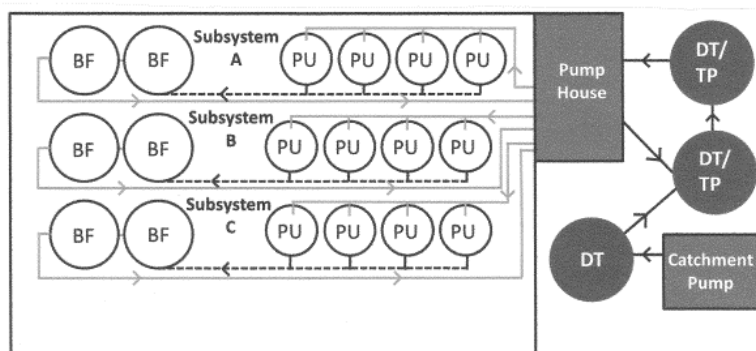 BF BF Subsystem A PU PU PU PU
BF BF Subsystem B PU PU PU PU
BF BF Subsystem C PU PU PU PU
Pump
House
DT/
TP
DT/
TP
DT
Catchment
Pump